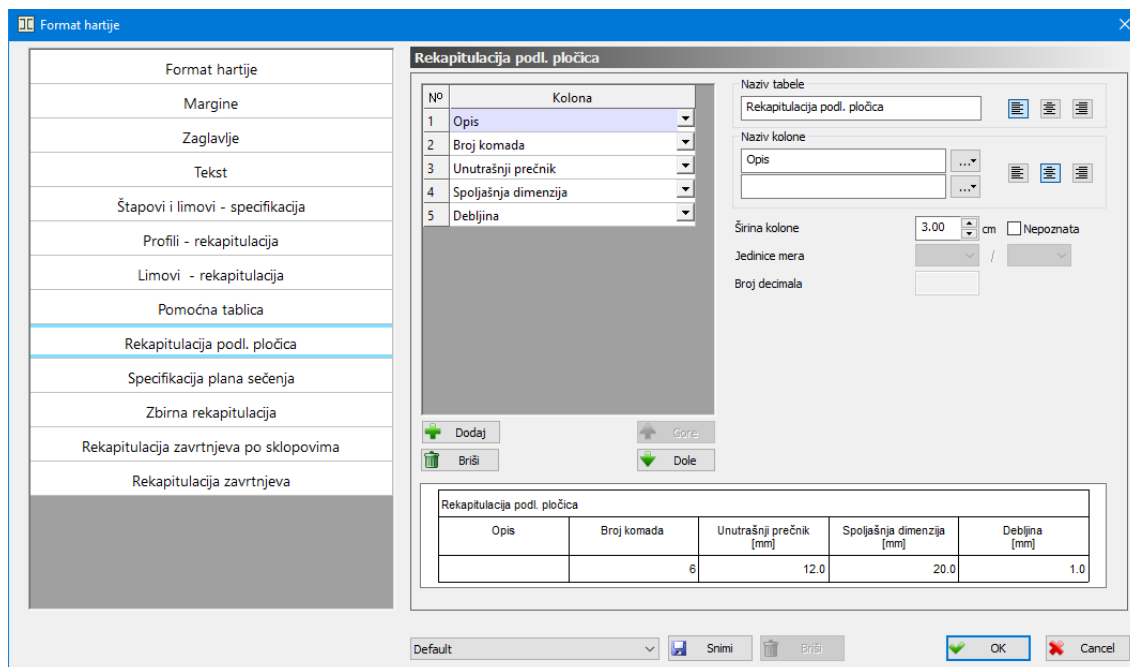 Format hartije
Format hartije
Margine
Zaglavlje
Tekst
Štapovi i limovi - specifikacija
Profili - rekapitulacija
Limovi  - rekapitulacija
Pomoćna tablica
Rekapitulacija podl. pločica
Specifikacija plana sečenja
Zbirna rekapitulacija
Rekapitulacija zavrtnjeva po sklopovima
Rekapitulacija zavrtnjeva
Rekapitulacija podl. pločica
Nº Kolona
1 Opis
2 Broj komada
3 Unutrašnji prečnik
4 Spoljašnja dimenzija
5 Debljina
Dodaj Gore
Briši Dole
Naziv tabele
Rekapitulacija podl. pločica
Naziv kolone
Opis ...
...
Širina kolone 3.00 cm Nepoznata
Jedinice mera /
Broj decimala
Rekapitulacija podl. pločica
Opis Broj komada Unutrašnji prečnik Spoljašnja dimenzija Debljina
[mm] [mm] [mm]
6 12.0 20.0 1.0
Default Snimi Briši OK Cancel